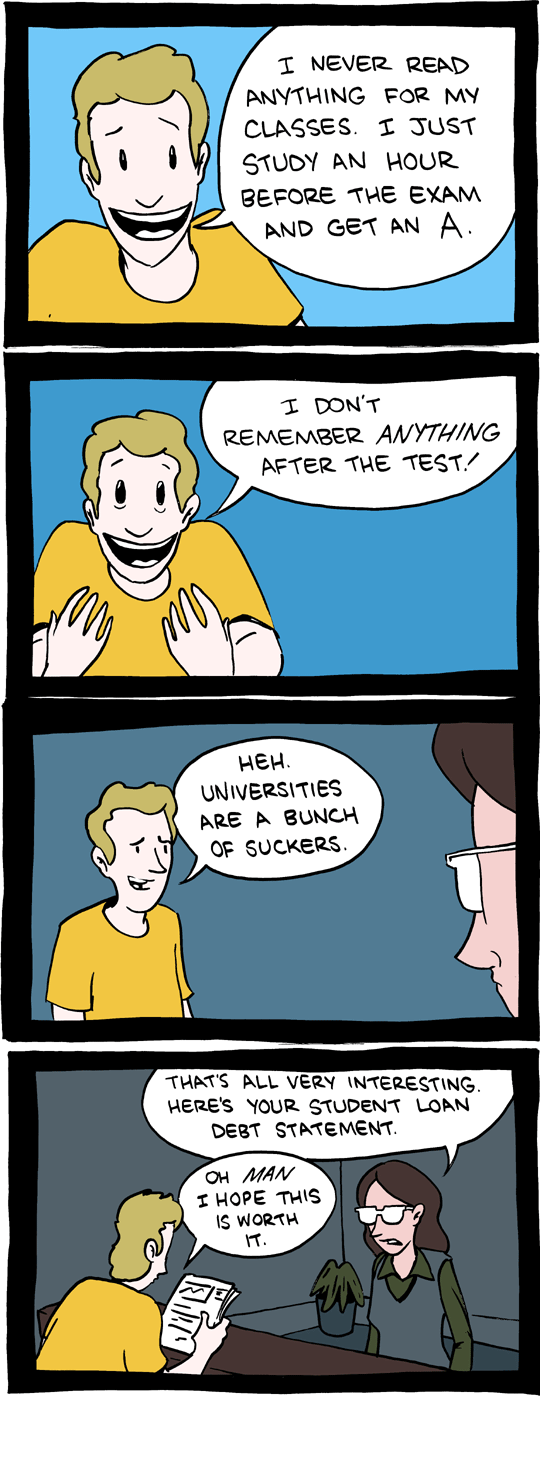 I NEVER READ
ANYTHING FOR MY
CLASSES. I JUST
STUDY AN HOUR
BEFORE THE EXAM
AND GET AN A.
I DON'T
REMEMBER ANYTHING
AFTER THE TEST!
HEH.
UNIVERSITIES
ARE A BUNCH
OF SUCKERS.
THAT'S ALL VERY INTERESTING.
HERE'S YOUR STUDENT LOAN
DEBT STATEMENT.
OH MAN
I HOPE THIS
IS WORTH
IT.